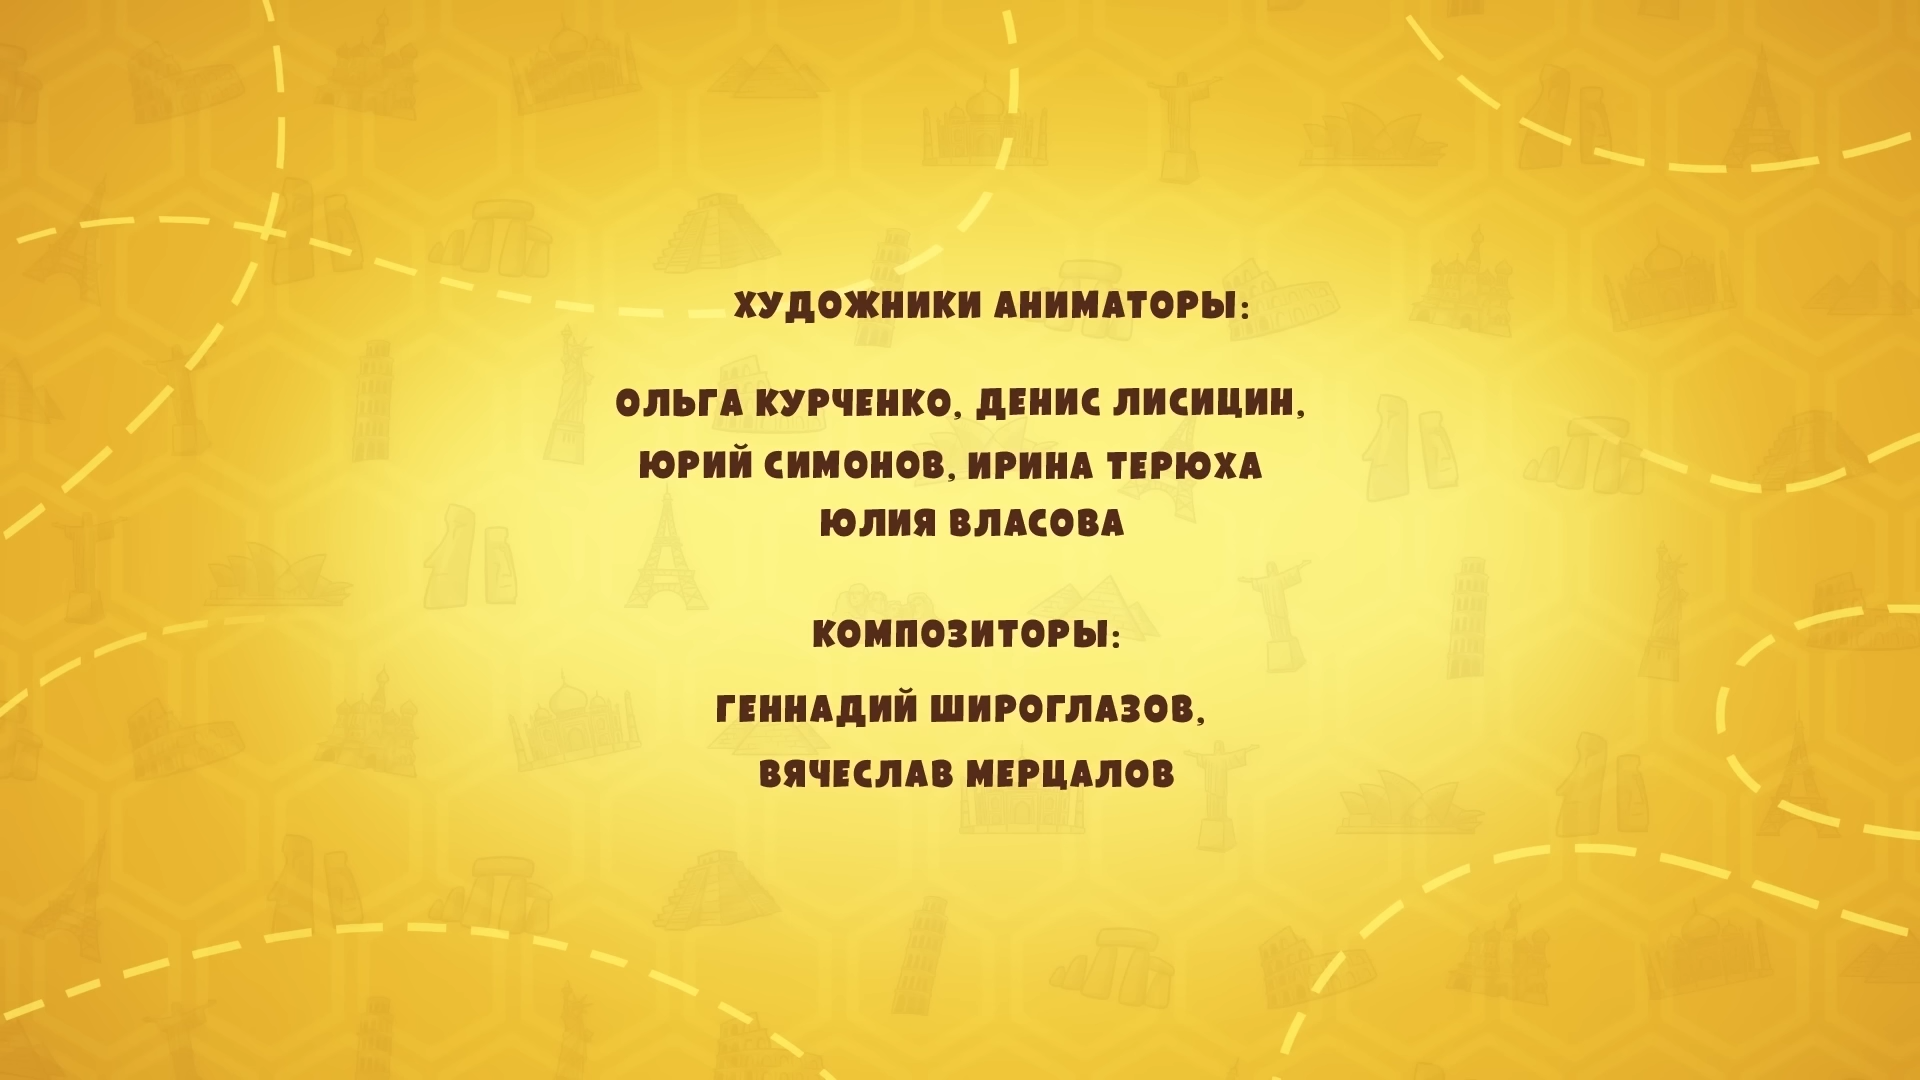 ХУДОЖНИКИ АНИМАТОРЫ:
ОЛЬГА КУРЧЕНКО, ДЕНИС ЛИСИЦИН,
ЮРИЙ СИМОНОВ, ИРИНА ТЕРЮХА
ЮЛИЯ ВЛАСОВА
КОМПОЗИТОРЫ:
ГЕННАДИЙ ШИРОГЛАЗОВ,
ВЯЧЕСЛАВ МЕРЦАЛОВ